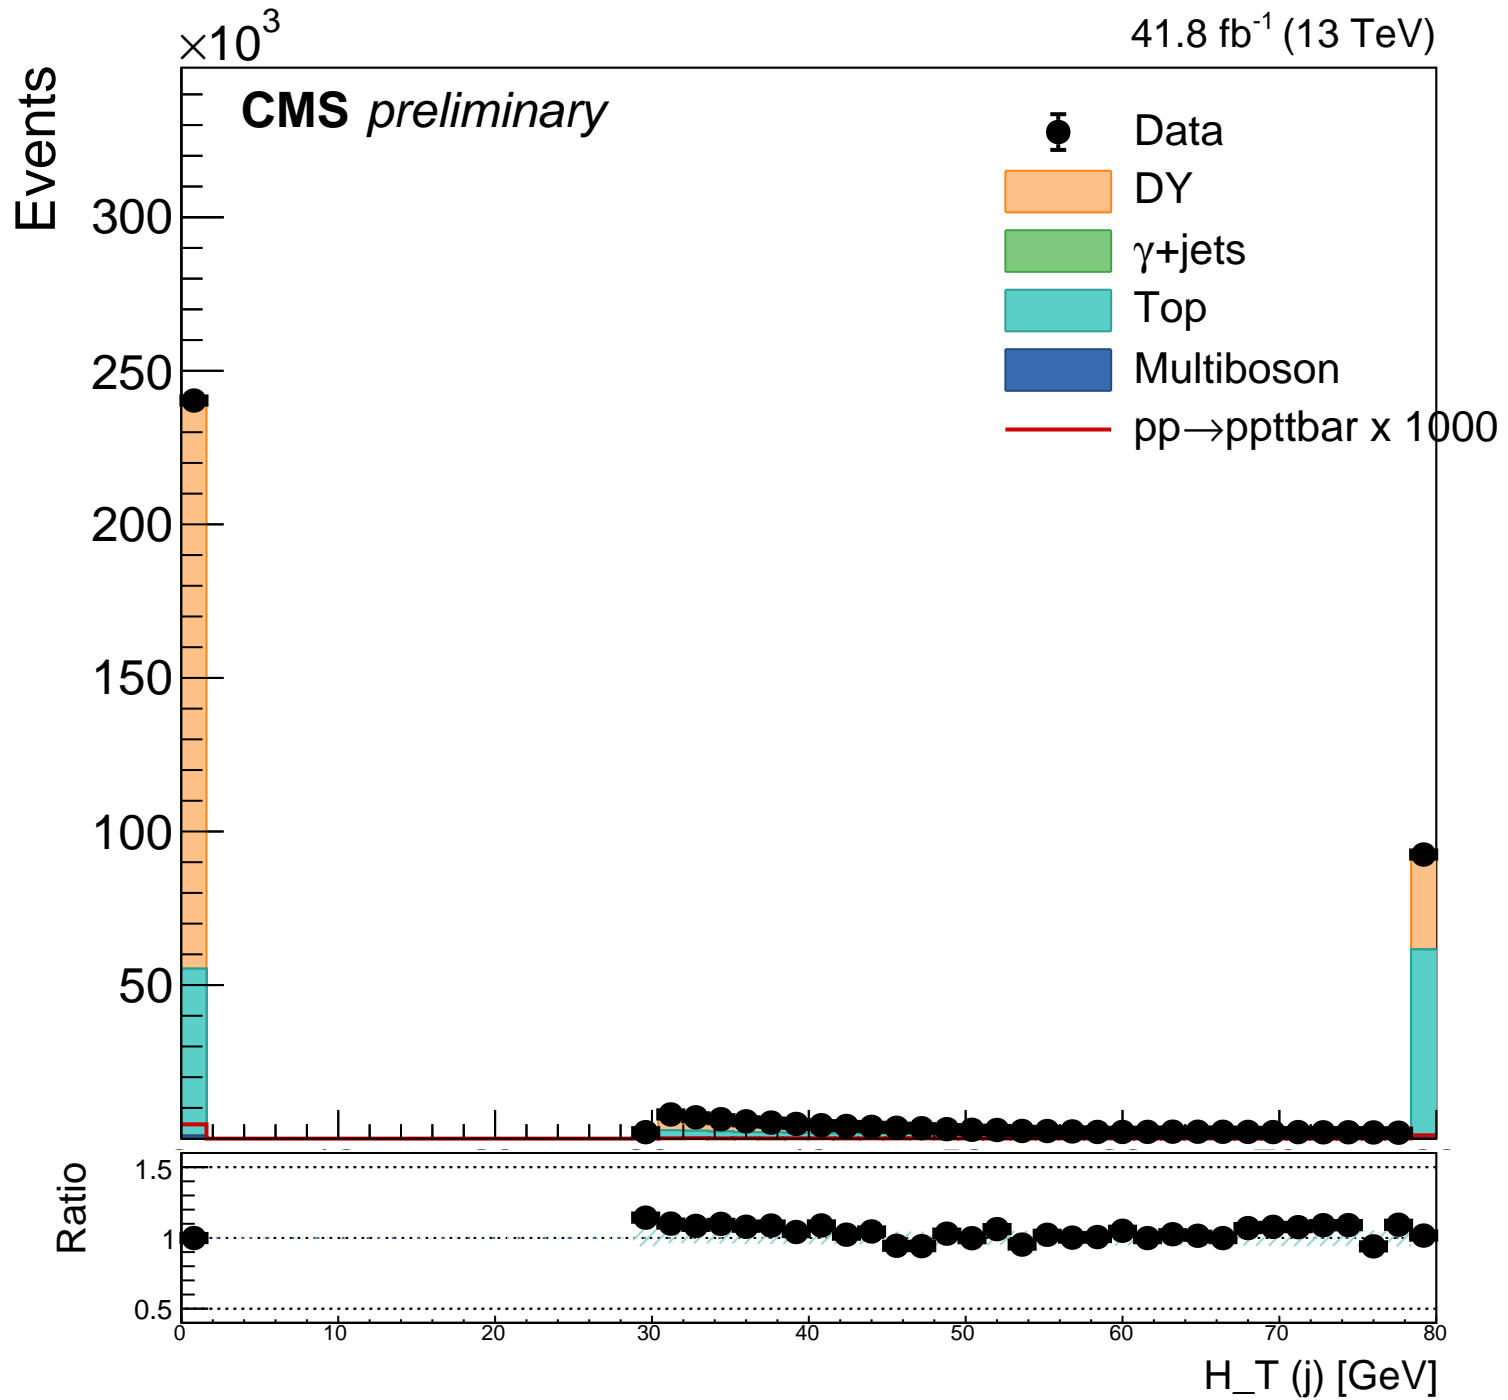 ×10³
41.8 fb⁻¹ (13 TeV)
CMS preliminary
Events
Data
DY
γ+jets
Top
Multiboson
pp→ppttbar x 1000
300
250
200
150
100
50
Ratio
1.5
1
0.5
0 10 20 30 40 50 60 70 80
H_T (j) [GeV]